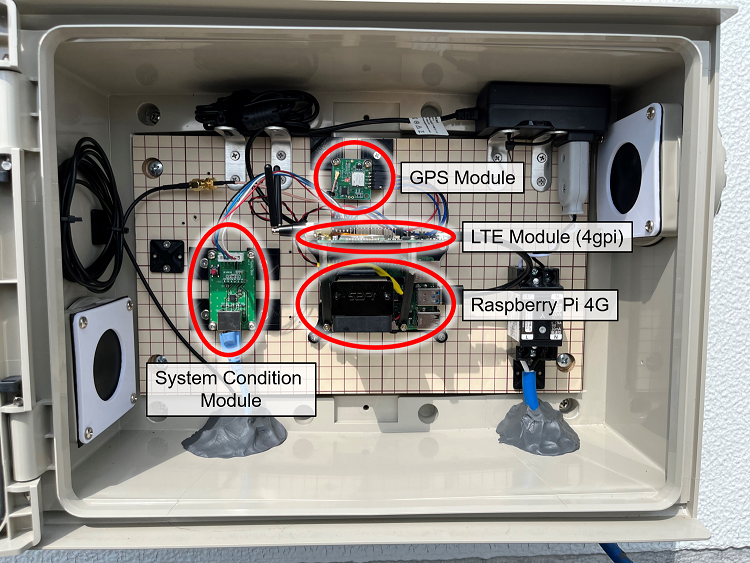 GPS Module
LTE Module (4gpi)
Raspberry Pi 4G
System Condition
Module
L
N